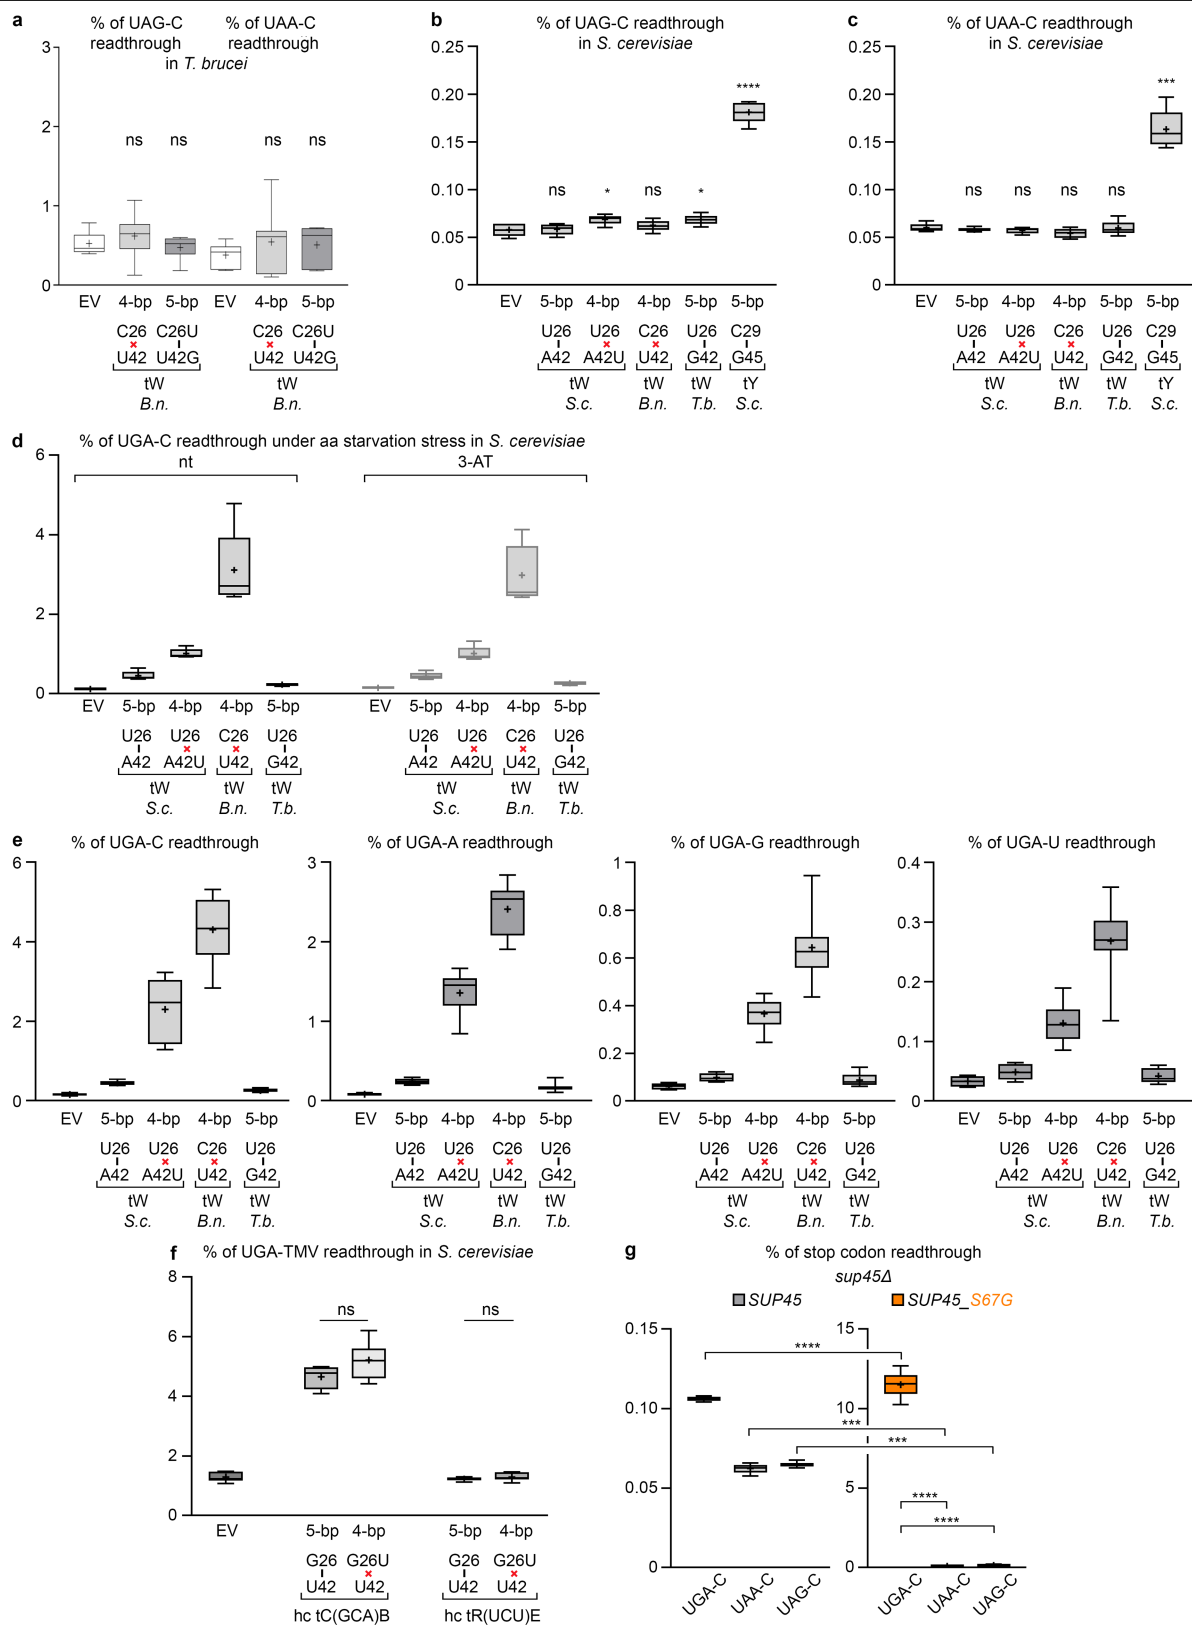 a
% of UAG-C
readthrough
% of UAA-C
readthrough
in T. brucei
3
2
1
0
ns ns ns ns
EV 4-bp 5-bp EV 4-bp 5-bp
C26 C26U C26 C26U
U42 U42G U42 U42G
tW tW
B.n. B.n.
b
% of UAG-C readthrough
in S. cerevisiae
0.25
0.20
0.15
0.10
0.05
0
ns * ns * ****
EV 5-bp 4-bp 4-bp 5-bp 5-bp
U26 U26 C26 U26 C29
A42 A42U U42 G42 G45
tW tW tW tY
S.c. B.n. T.b. S.c.
c
% of UAA-C readthrough
in S. cerevisiae
0.25
0.20
0.15
0.10
0.05
0
ns ns ns ns ***
EV 5-bp 4-bp 4-bp 5-bp 5-bp
U26 U26 C26 U26 C29
A42 A42U U42 G42 G45
tW tW tW tY
S.c. B.n. T.b. S.c.
d
% of UGA-C readthrough under aa starvation stress in S. cerevisiae
nt 3-AT
6
4
2
0
EV 5-bp 4-bp 4-bp 5-bp EV 5-bp 4-bp 4-bp 5-bp
U26 U26 C26 U26 U26 U26 C26 U26
A42 A42U U42 G42 A42 A42U U42 G42
tW tW tW tW tW tW
S.c. B.n. T.b. S.c. B.n. T.b.
e
% of UGA-C readthrough
6
4
2
0
EV 5-bp 4-bp 4-bp 5-bp
U26 U26 C26 U26
A42 A42U U42 G42
tW tW tW
S.c. B.n. T.b.
% of UGA-A readthrough
3
2
1
0
EV 5-bp 4-bp 4-bp 5-bp
U26 U26 C26 U26
A42 A42U U42 G42
tW tW tW
S.c. B.n. T.b.
% of UGA-G readthrough
1
0.8
0.6
0.4
0.2
0
EV 5-bp 4-bp 4-bp 5-bp
U26 U26 C26 U26
A42 A42U U42 G42
tW tW tW
S.c. B.n. T.b.
% of UGA-U readthrough
0.4
0.3
0.2
0.1
0
EV 5-bp 4-bp 4-bp 5-bp
U26 U26 C26 U26
A42 A42U U42 G42
tW tW tW
S.c. B.n. T.b.
f
% of UGA-TMV readthrough in S. cerevisiae
8
6
4
2
0
ns ns
EV 5-bp 4-bp 5-bp 4-bp
G26 G26U G26 G26U
U42 U42 U42 U42
hc tC(GCA)B hc tR(UCU)E
g
% of stop codon readthrough
sup45Δ
SUP45 SUP45_S67G
0.15
0.10
0.05
0
15
10
5
0
****
***
***
****
****
UGA-C UAA-C UAG-C UGA-C UAA-C UAG-C